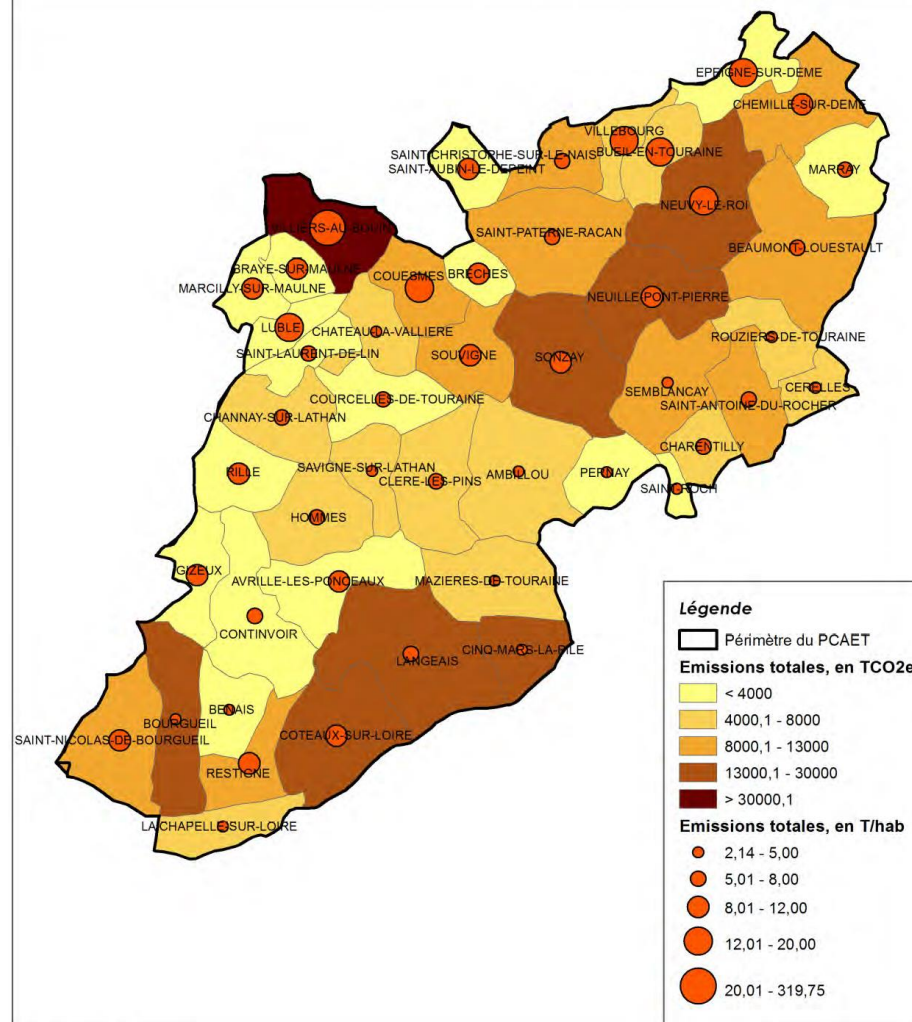 EPEIGNE-SUR-DEME
CHEMILLE-SUR-DEME
VILLEBOURG
BUEIL-EN-TOURAINE
SAINT-CHRISTOPHE-SUR-LE-NAIS
SAINT-AUBIN-LE-DEPEINT
MARRAY
NEUVY-LE-ROI
VILLIERS-AU-BOUIN
SAINT-PATERNE-RACAN
BEAUMONT-LOUESTAULT
BRAYE-SUR-MAULNE
COUESMES
BRECHES
MARCILLY-SUR-MAULNE
NEUILLE-PONT-PIERRE
LUBLE
CHATEAU-LA-VALLIERE
ROUZIERS-DE-TOURAINE
SAINT-LAURENT-DE-LIN
SOUVIGNE
SONZAY
SEMBLANCAY
CERELLES
COURCELLES-DE-TOURAINE
SAINT-ANTOINE-DU-ROCHER
CHANNAY-SUR-LATHAN
CHARENTILLY
RILLE
SAVIGNE-SUR-LATHAN
CLERE-LES-PINS
AMBILLOU
PERNAY
SAINT-ROCH
HOMMES
GIZEUX
AVRILLE-LES-PONCEAUX
MAZIERES-DE-TOURAINE
CONTINVOIR
LANGEAIS
CINQ-MARS-LA-PILE
BENAIS
BOURGUEIL
SAINT-NICOLAS-DE-BOURGUEIL
COTEAUX-SUR-LOIRE
RESTIGNE
LA CHAPELLE-SUR-LOIRE
Légende
Périmètre du PCAET
Emissions totales, en TCO2e
< 4000
4000,1 - 8000
8000,1 - 13000
13000,1 - 30000
> 30000,1
Emissions totales, en T/hab
2,14 - 5,00
5,01 - 8,00
8,01 - 12,00
12,01 - 20,00
20,01 - 319,75